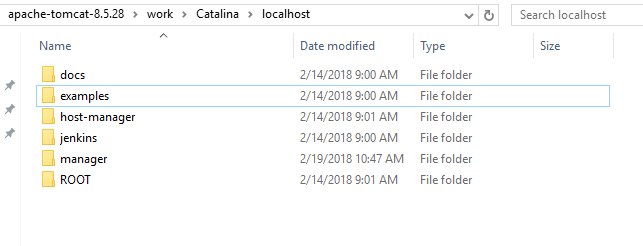 apache-tomcat-8.5.28 › work › Catalina › localhost Search localhost
Name Date modified Type Size
docs 2/14/2018 9:00 AM File folder
examples 2/14/2018 9:00 AM File folder
host-manager 2/14/2018 9:01 AM File folder
jenkins 2/14/2018 9:00 AM File folder
manager 2/19/2018 10:47 AM File folder
ROOT 2/14/2018 9:01 AM File folder